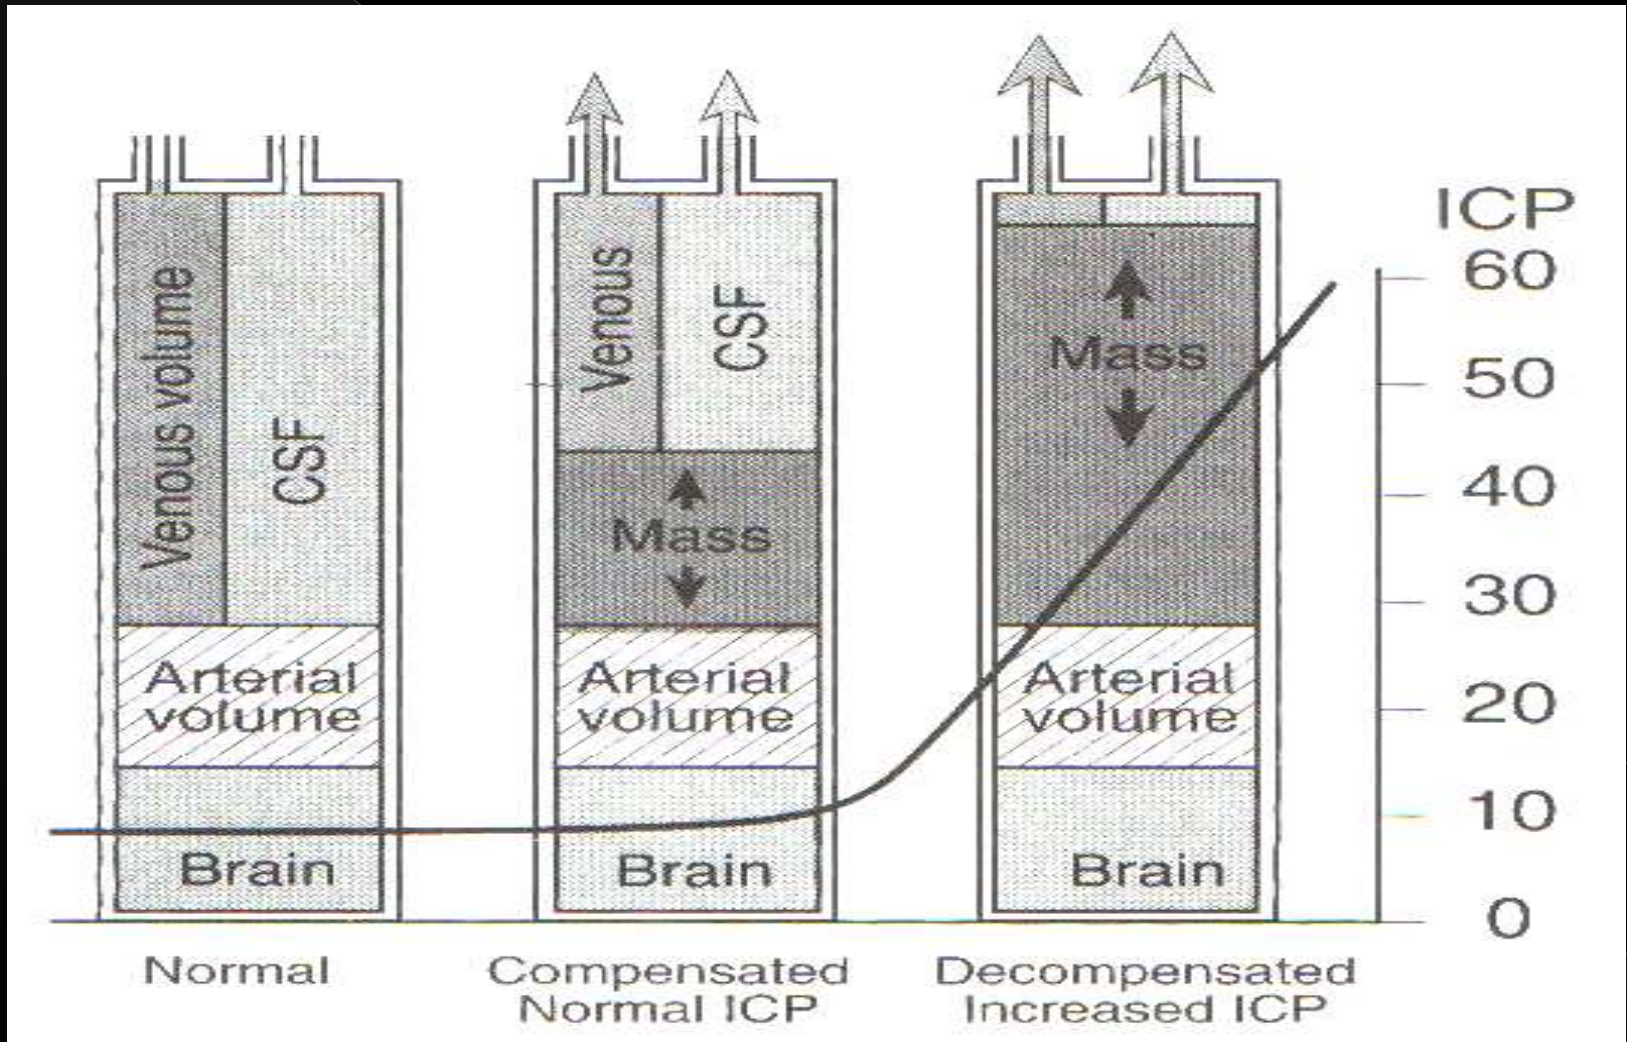 Venous volume
CSF
Arterial
volume
Brain
Normal
Venous
CSF
Mass
Arterial
volume
Brain
Compensated
Normal ICP
Mass
Arterial
volume
Brain
Decompensated
Increased ICP
ICP
60
50
40
30
20
10
0